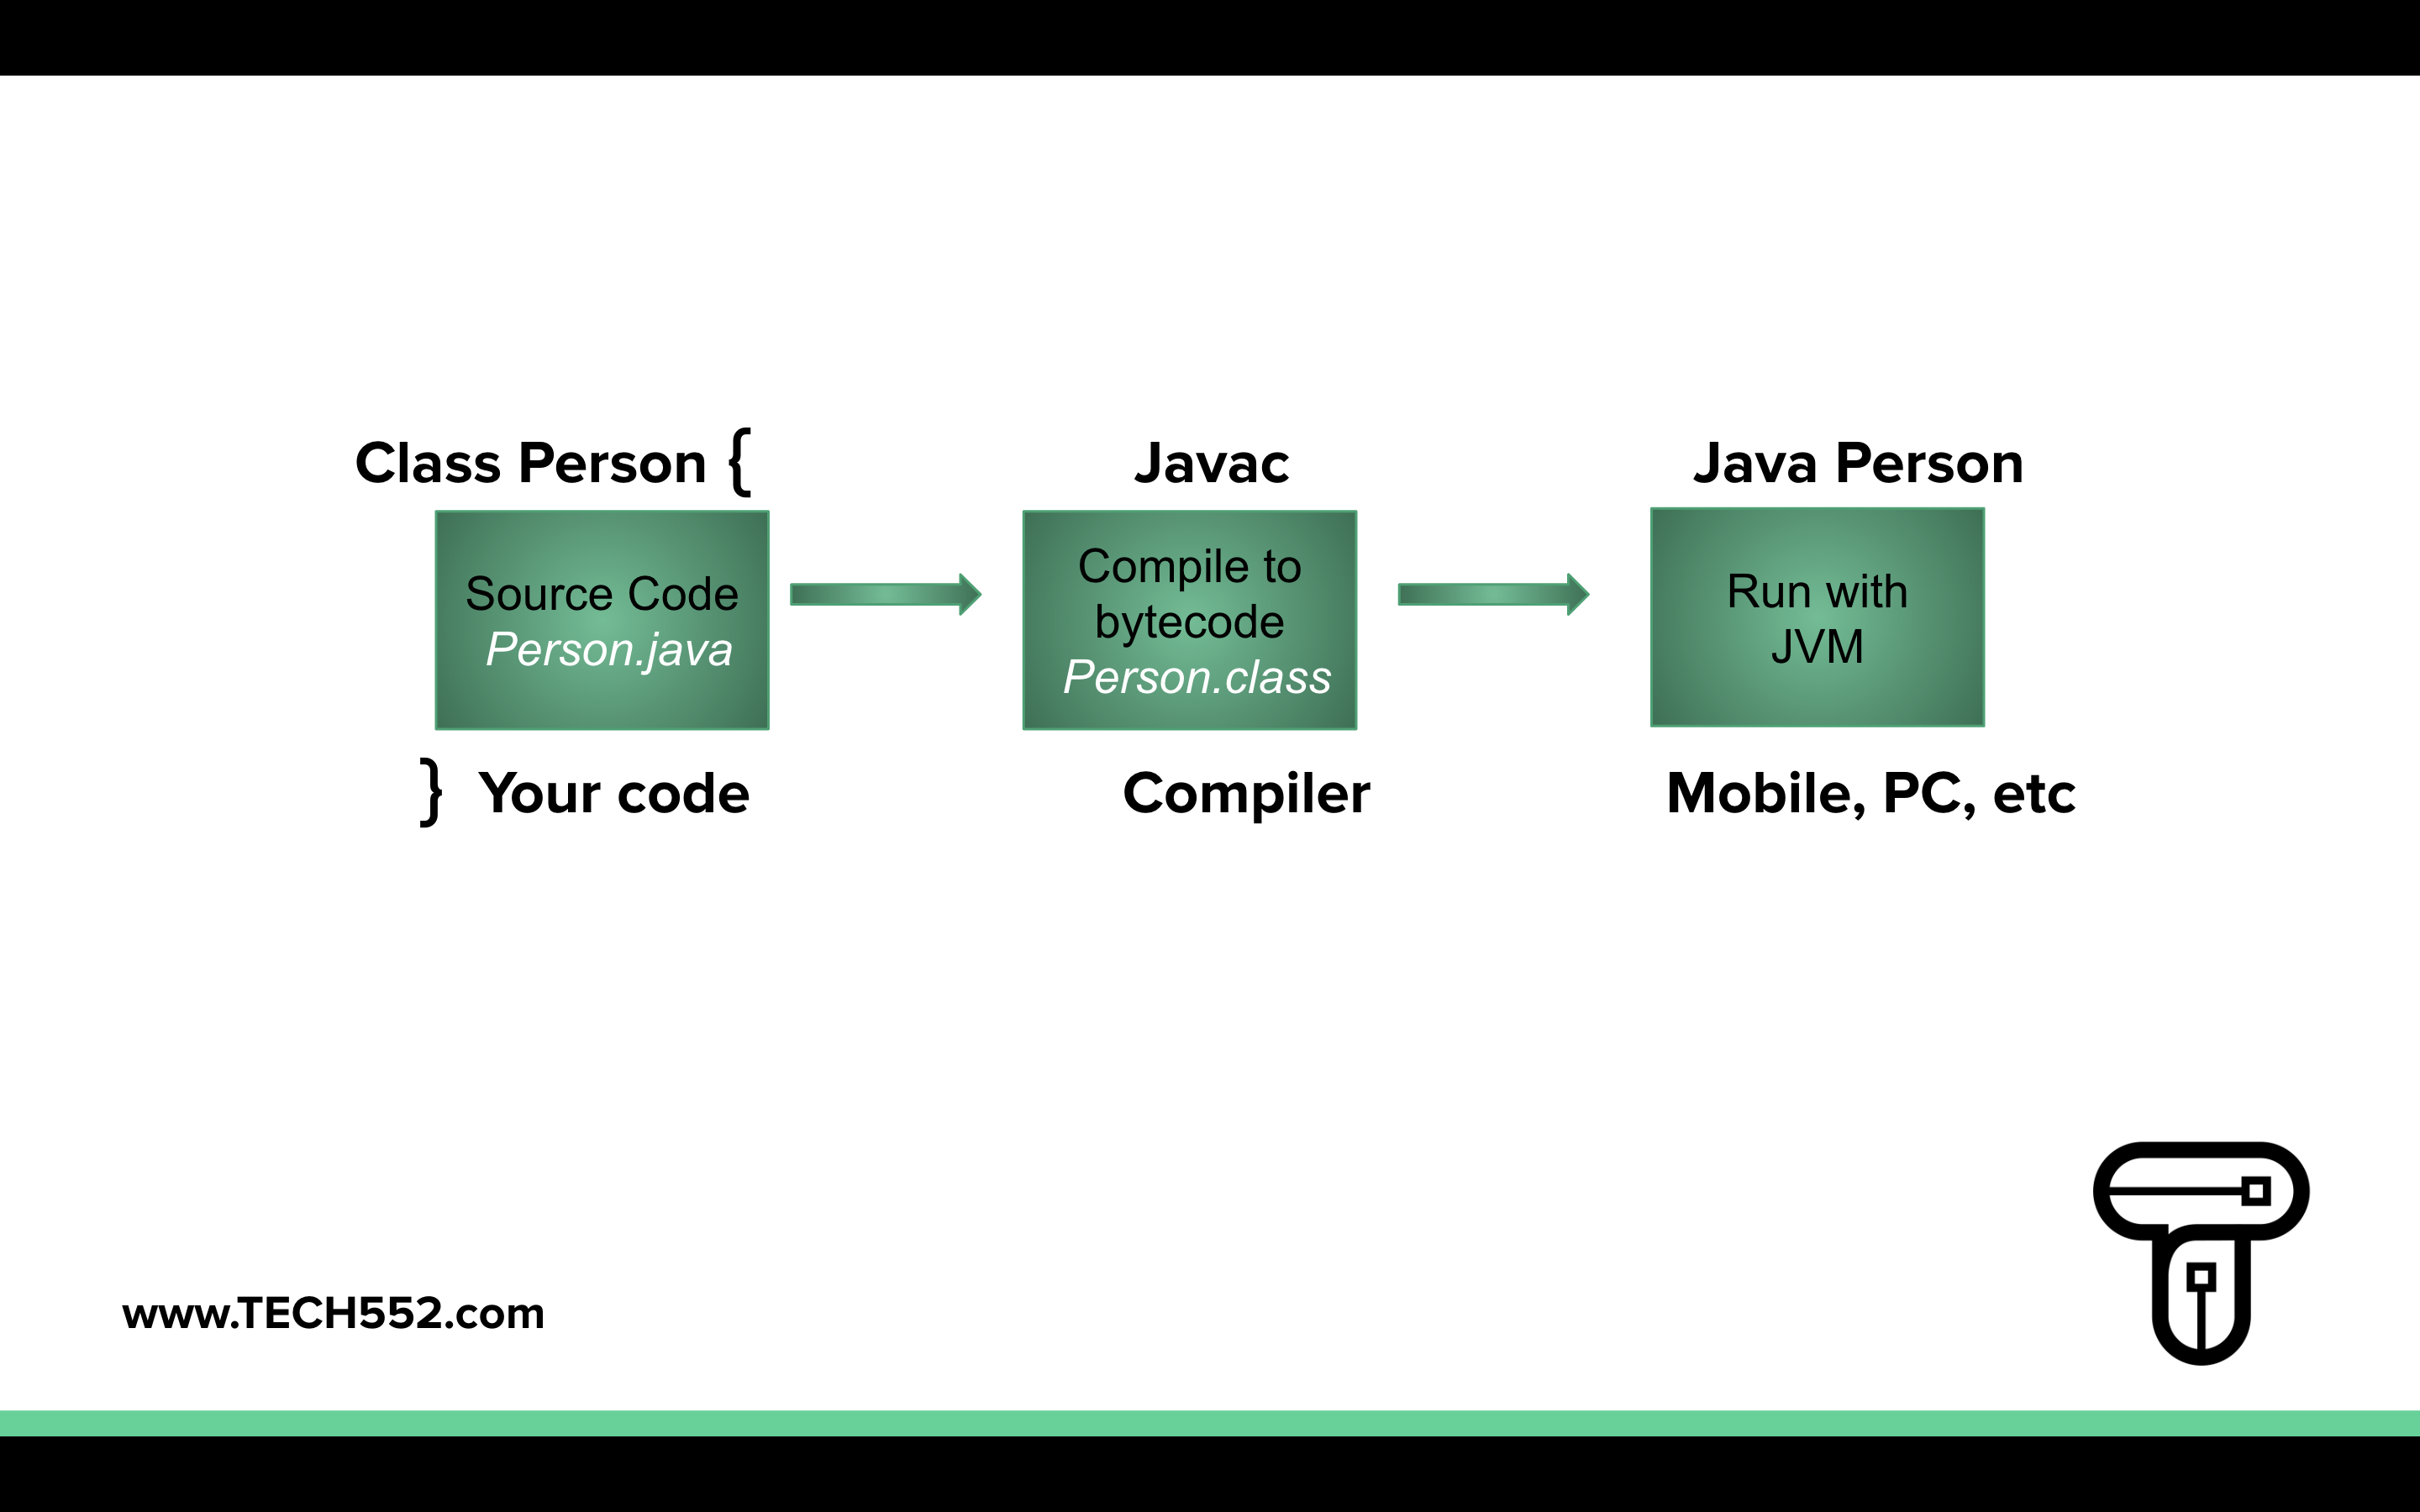 Class Person {
Source Code
Person.java
} Your code
Javac
Compile to
bytecode
Person.class
Compiler
Java Person
Run with
JVM
Mobile, PC, etc
www.TECH552.com